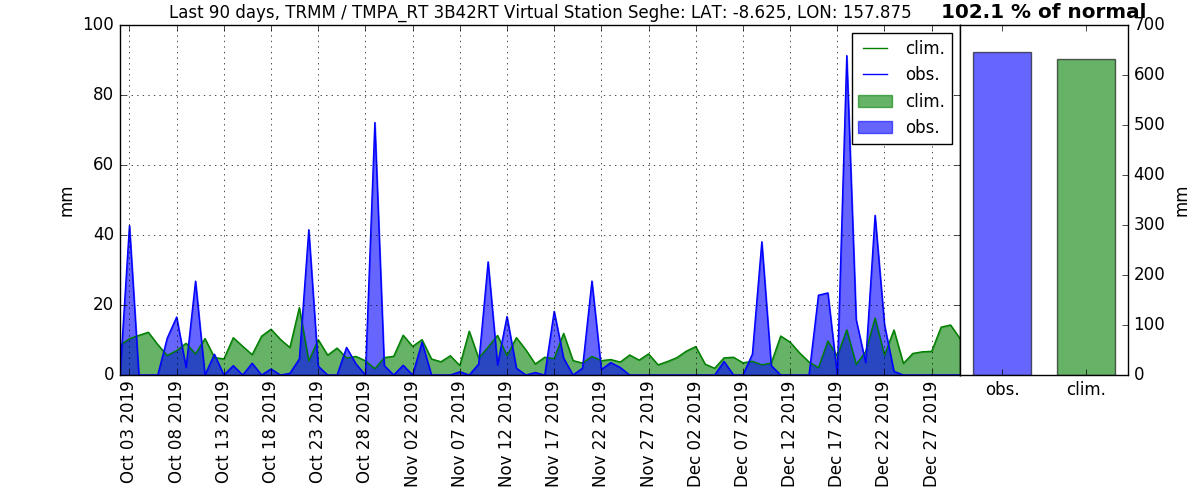 Last 90 days, TRMM / TMPA_RT 3B42RT Virtual Station Seghe: LAT: -8.625, LON: 157.875
102.1 % of normal
100
80
60
40
20
0
mm
clim.
obs.
clim.
obs.
700
600
500
400
300
200
100
0
mm
Oct 03 2019
Oct 08 2019
Oct 13 2019
Oct 18 2019
Oct 23 2019
Oct 28 2019
Nov 02 2019
Nov 07 2019
Nov 12 2019
Nov 17 2019
Nov 22 2019
Nov 27 2019
Dec 02 2019
Dec 07 2019
Dec 12 2019
Dec 17 2019
Dec 22 2019
Dec 27 2019
obs.
clim.